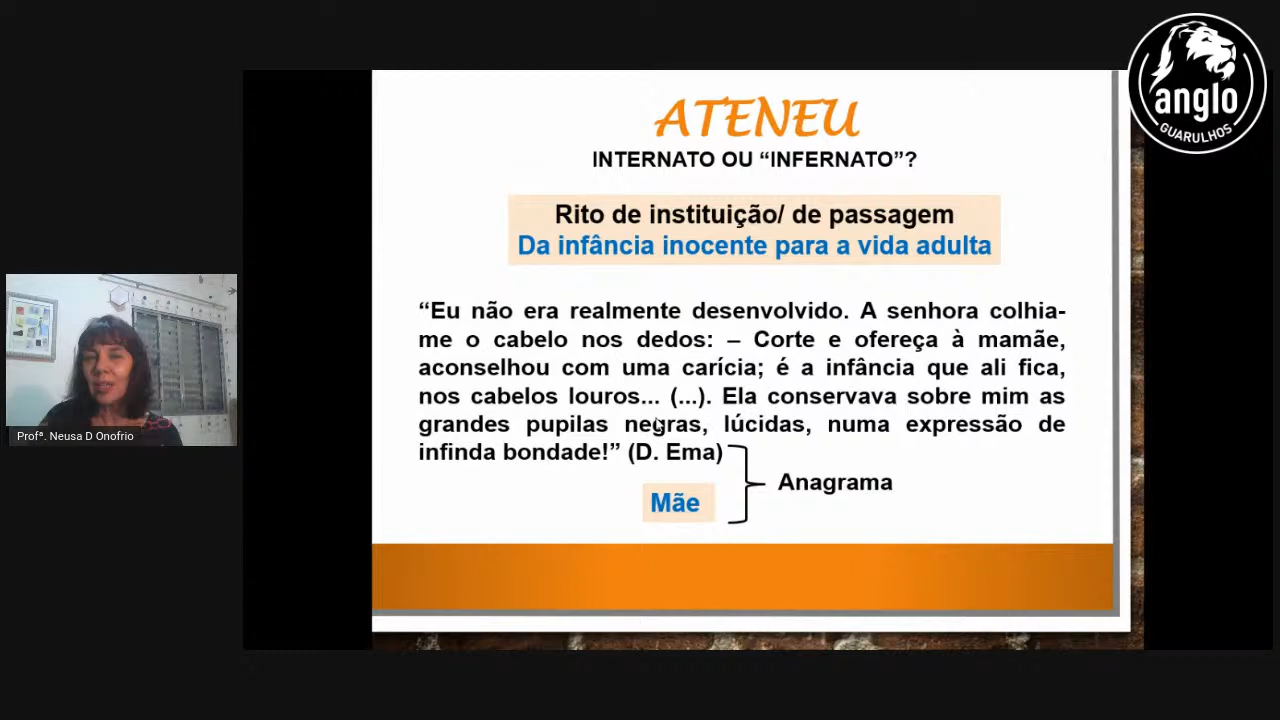 anglo
GUARULHOS
ATENEU
INTERNATO OU “INFERNATO”?
Rito de instituição/ de passagem
Da infância inocente para a vida adulta
“Eu não era realmente desenvolvido. A senhora colhia-
me o cabelo nos dedos: – Corte e ofereça à mamãe,
aconselhou com uma carícia; é a infância que ali fica,
nos cabelos louros... (...). Ela conservava sobre mim as
grandes pupilas negras, lúcidas, numa expressão de
infinda bondade!” (D. Ema)
Anagrama
Mãe
Profª. Neusa D Onofrio